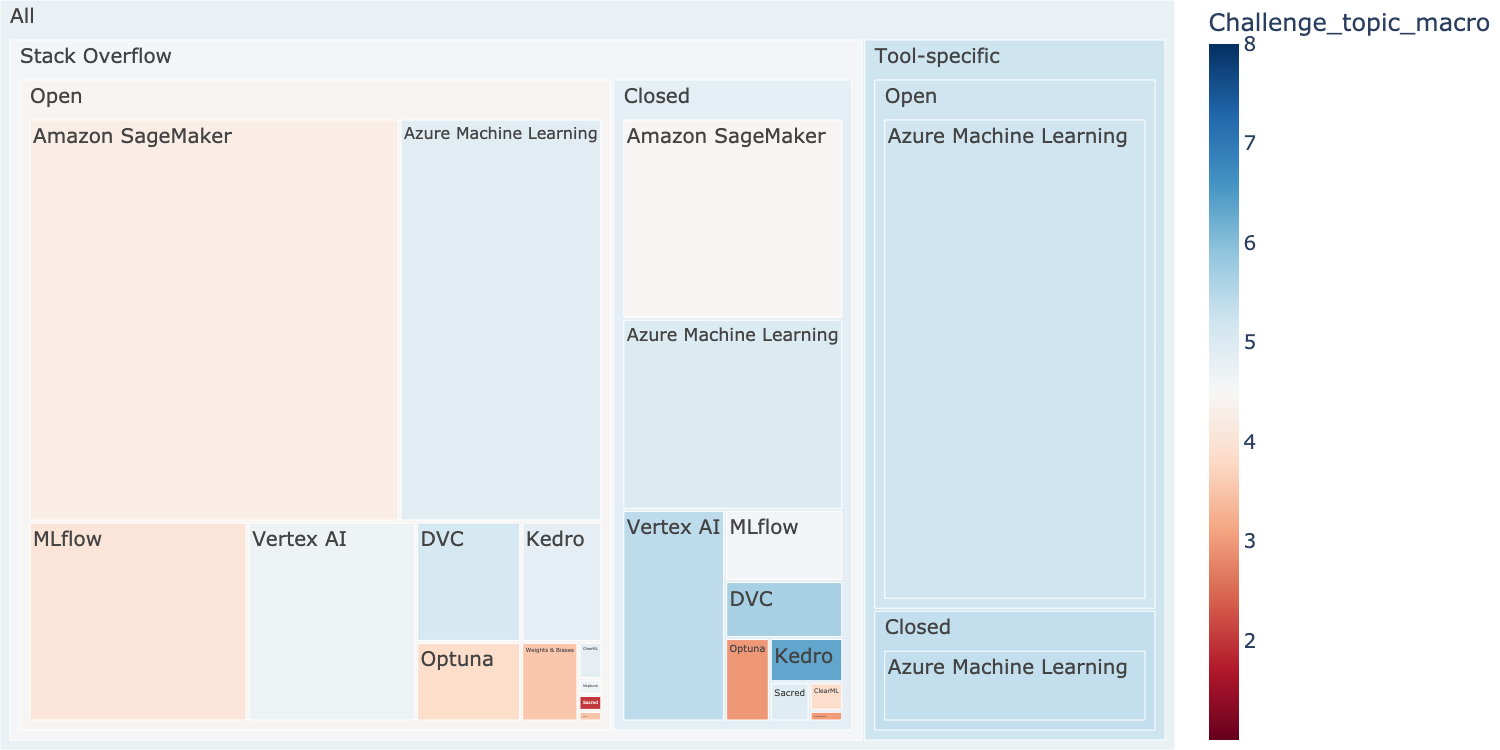 All
Stack Overflow
Open
Amazon SageMaker
Azure Machine Learning
MLflow
Vertex AI
DVC
Kedro
Optuna
Weights & Biases
ClearML
Neptune
Sacred
Closed
Amazon SageMaker
Azure Machine Learning
Vertex AI
MLflow
DVC
Optuna
Kedro
Sacred
ClearML
Tool-specific
Open
Azure Machine Learning
Closed
Azure Machine Learning
Challenge_topic_macro
8
7
6
5
4
3
2